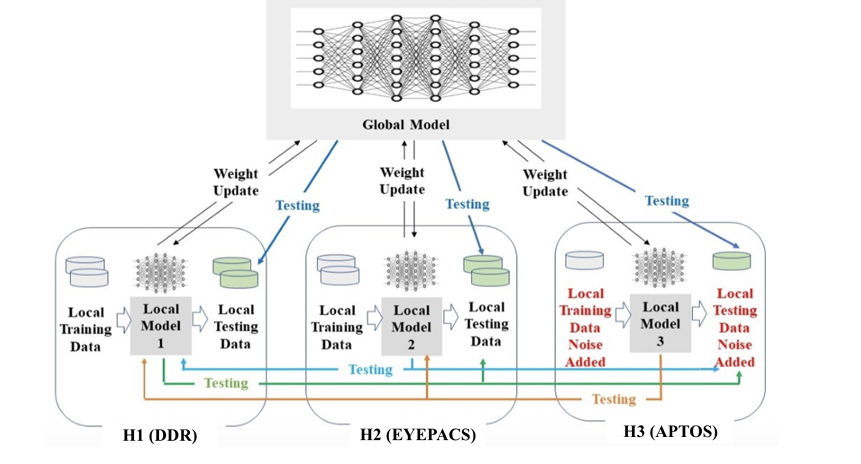 Global Model
Weight
Update
Weight
Update
Weight
Update
Testing
Testing
Testing
Local
Training
Data
Local
Model
1
Local
Testing
Data
Local
Training
Data
Local
Model
2
Local
Testing
Data
Local
Training
Data
Noise
Added
Local
Model
3
Local
Testing
Data
Noise
Added
Testing
Testing
Testing
H1 (DDR)
H2 (EYEPACS)
H3 (APTOS)